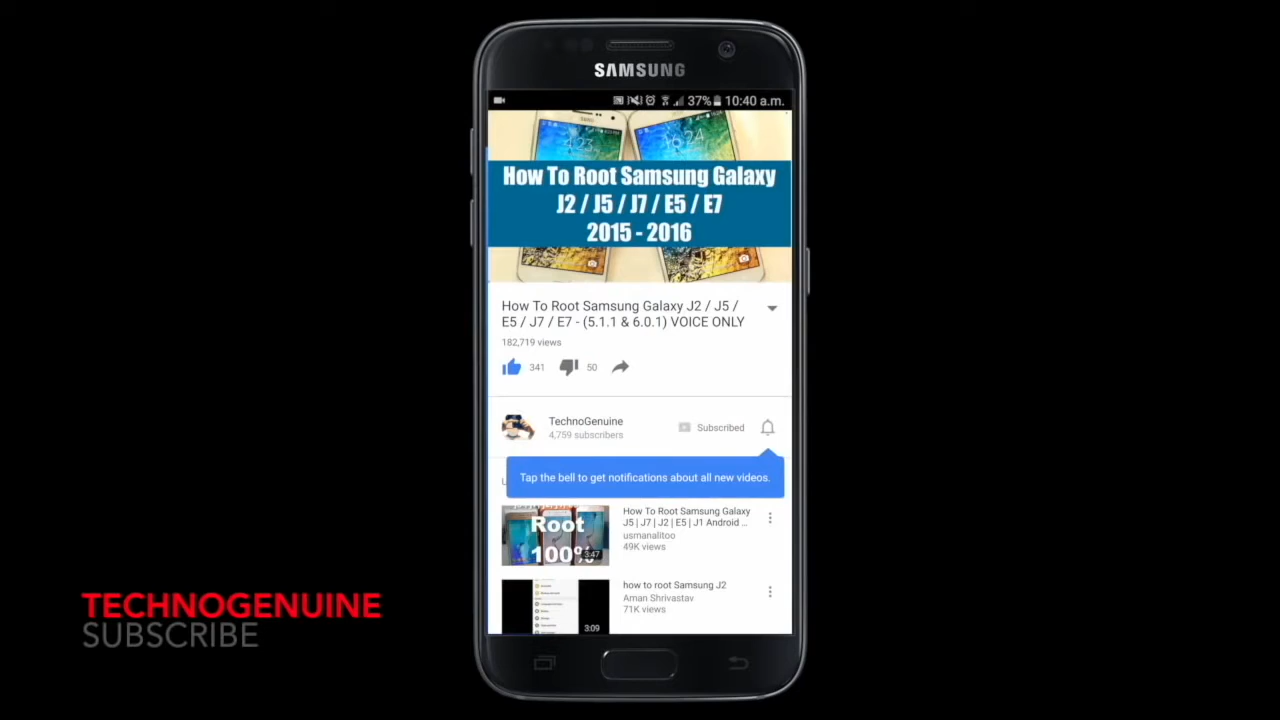 SAMSUNG
37% 10:40 a.m.
How To Root Samsung Galaxy
J2 / J5 / J7 / E5 / E7
2015 - 2016
How To Root Samsung Galaxy J2 / J5 /
E5 / J7 / E7 - (5.1.1 & 6.0.1) VOICE ONLY
182,719 views
341 50
TechnoGenuine
4,759 subscribers
Subscribed
Tap the bell to get notifications about all new videos.
Root
100%
3:47
How To Root Samsung Galaxy
J5 | J7 | J2 | E5 | J1 Android ...
usmanalitoo
49K views
how to root Samsung J2
Aman Shrivastav
71K views
3:09
TECHNOGENUINE
SUBSCRIBE